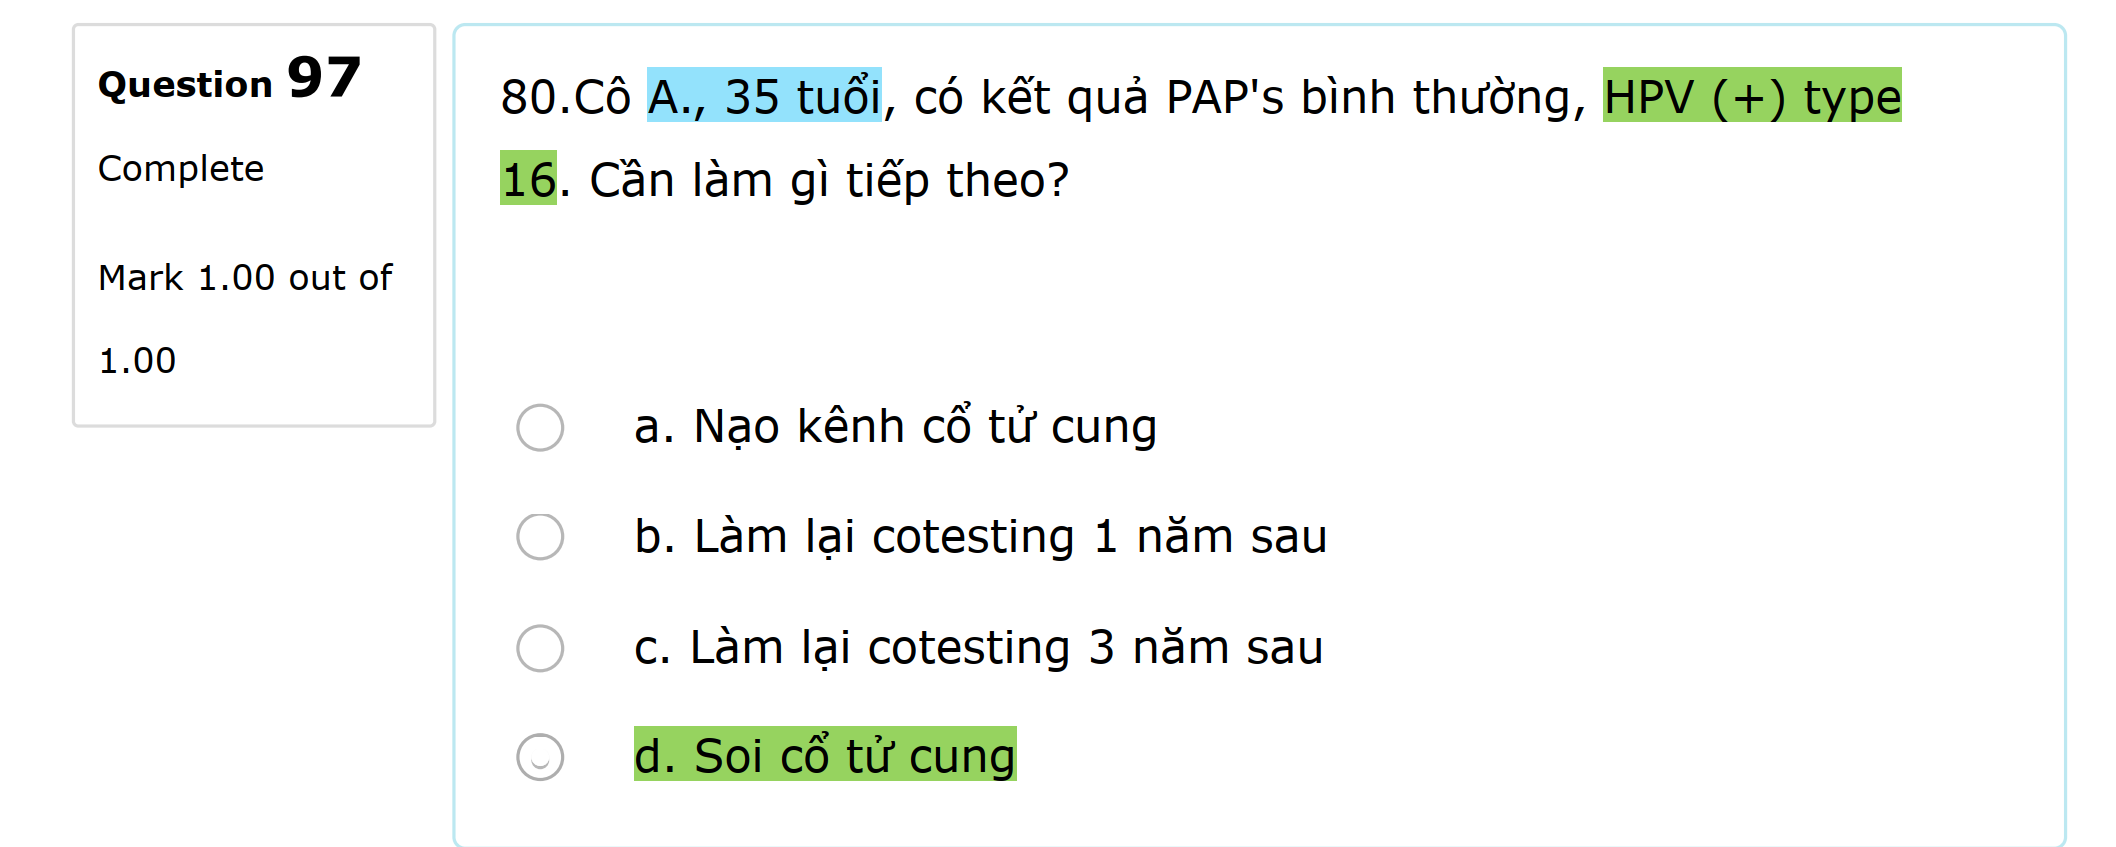 Question 97
Complete
Mark 1.00 out of
1.00
80.Cô A., 35 tuổi, có kết quả PAP's bình thường, HPV (+) type
16. Cần làm gì tiếp theo?
a. Nạo kênh cổ tử cung
b. Làm lại cotesting 1 năm sau
c. Làm lại cotesting 3 năm sau
d. Soi cổ tử cung